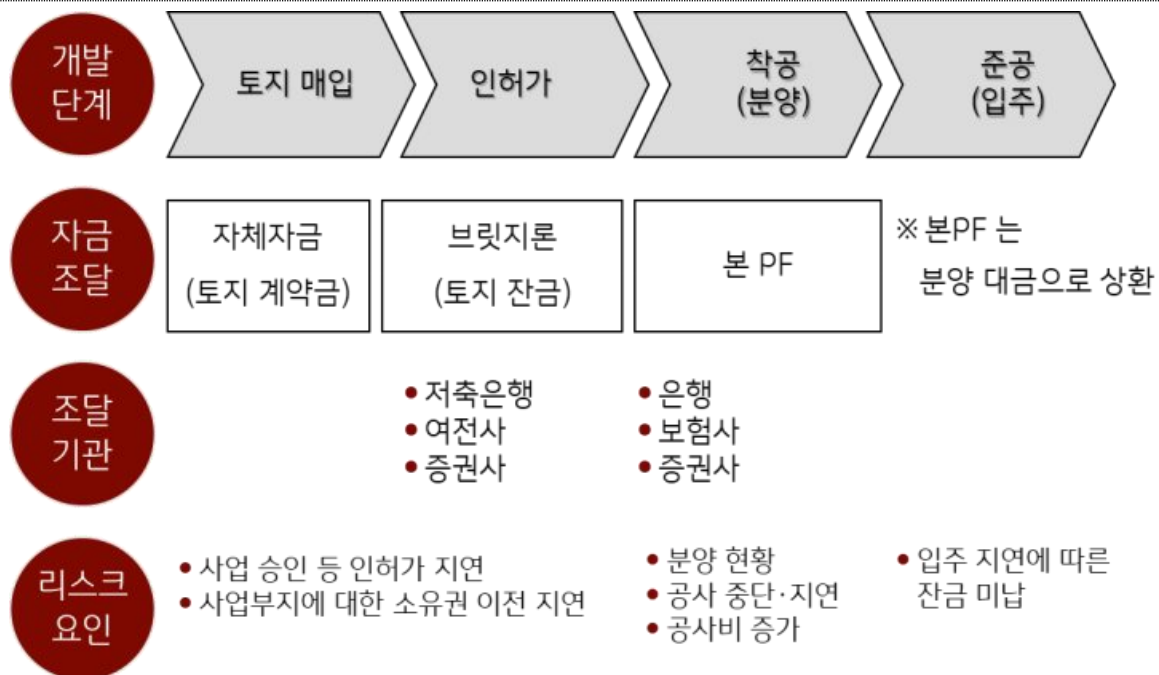 개발
단계
토지 매입
인허가
착공
(분양)
준공
(입주)
자금
조달
자체자금
(토지 계약금)
브릿지론
(토지 잔금)
본 PF
※ 본PF 는
분양 대금으로 상환
조달
기관
• 저축은행
• 여전사
• 증권사
• 은행
• 보험사
• 증권사
리스크
요인
• 사업 승인 등 인허가 지연
• 사업부지에 대한 소유권 이전 지연
• 분양 현황
• 공사 중단·지연
• 공사비 증가
• 입주 지연에 따른
잔금 미납